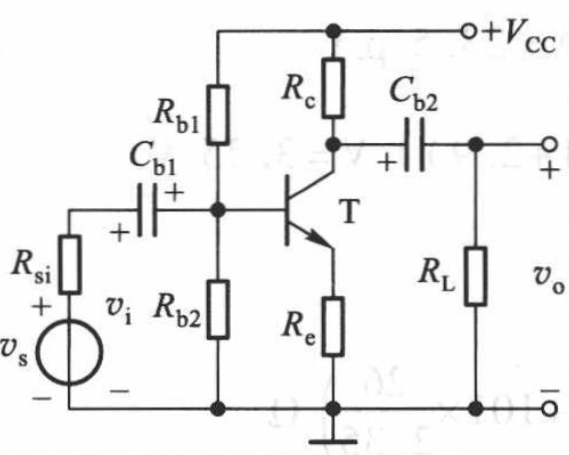 +V_CC
R_c
C_b2
R_b1
+
C_b1
+
+
T
+
R_si
+
v_i
R_b2
R_e
R_L
v_o
v_s
−
−
−